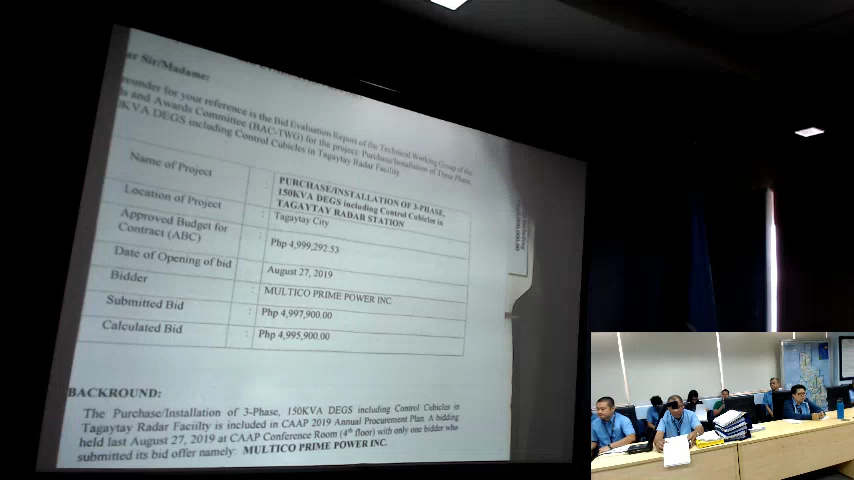 ar Sir/Madame:
reunder for your reference is the Bid Evaluation Report of the Technical Working Group of the
ds and Awards Committee (BAC-TWG) for the project: Purchase/Installation of Three Phase,
0KVA DEGS including Control Cubicles in Tagaytay Radar Facility
Name of Project : PURCHASE/INSTALLATION OF 3-PHASE,
150KVA DEGS including Control Cubicles in
TAGAYTAY RADAR STATION
Location of Project : Tagaytay City
Approved Budget for
Contract (ABC) : Php 4,999,292.53
Date of Opening of bid : August 27, 2019
Bidder : MULTICO PRIME POWER INC
Submitted Bid : Php 4,997,900.00
Calculated Bid : Php 4,995,900.00
BACKROUND:
The Purchase/Installation of 3-Phase, 150KVA DEGS including Control Cubicles in
Tagaytay Radar Faciilty is included in CAAP 2019 Annual Procurement Plan. A bidding
held last August 27, 2019 at CAAP Conference Room (4th floor) with only one bidder who
submitted its bid offer namely: MULTICO PRIME POWER INC.